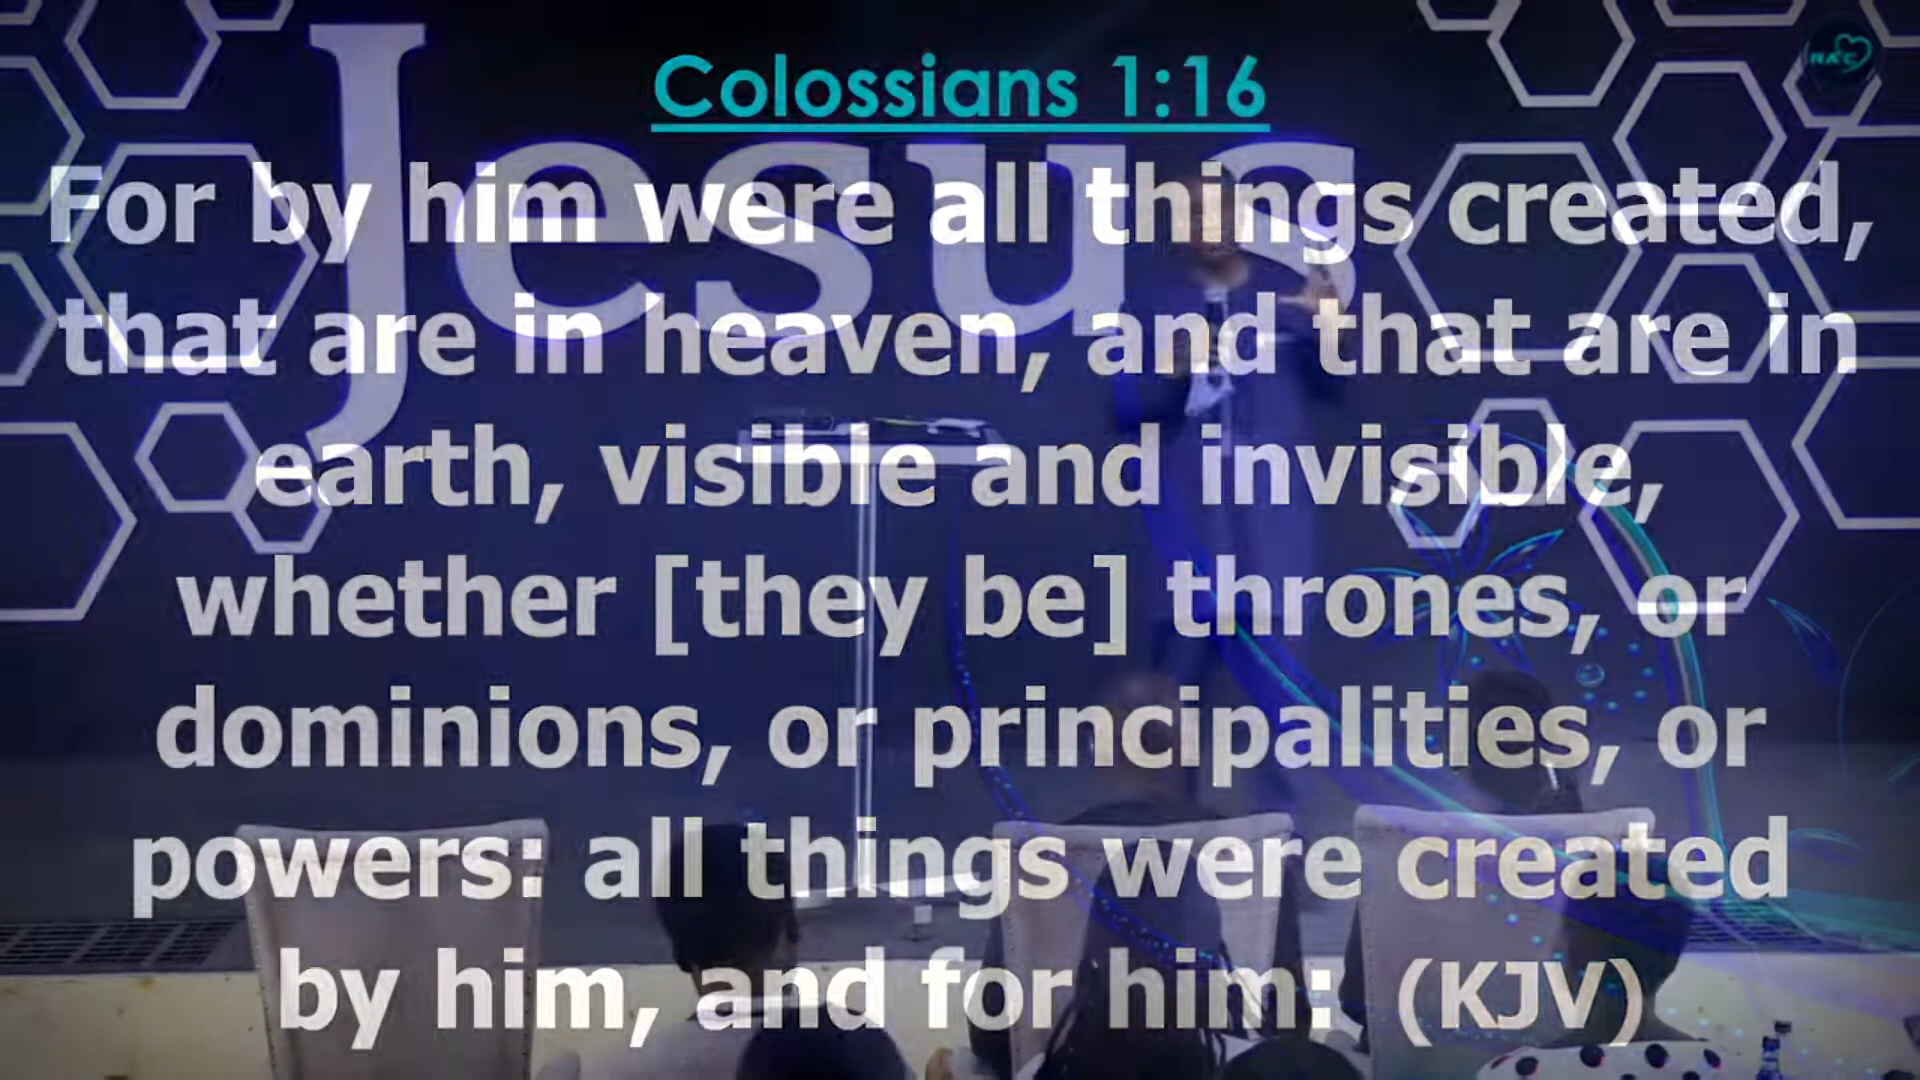 Colossians 1:16
Jesus
For by him were all things created,
that are in heaven, and that are in
earth, visible and invisible,
whether [they be] thrones, or
dominions, or principalities, or
powers: all things were created
by him, and for him: (KJV)
RAC